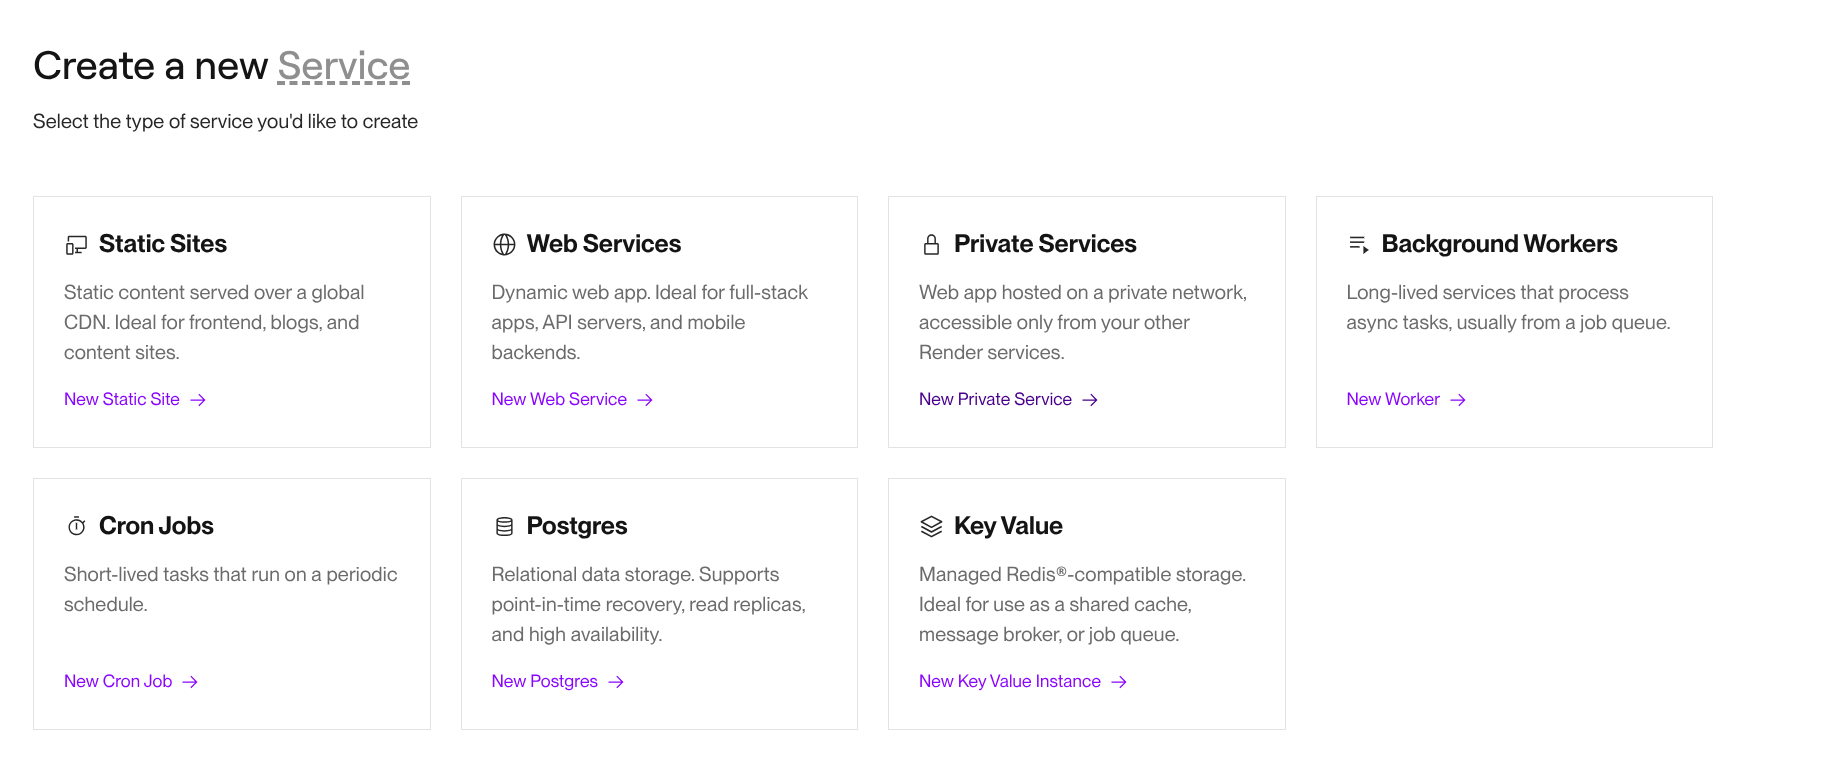 Create a new Service
Select the type of service you'd like to create
Static Sites
Static content served over a global
CDN. Ideal for frontend, blogs, and
content sites.
New Static Site →
Web Services
Dynamic web app. Ideal for full-stack
apps, API servers, and mobile
backends.
New Web Service →
Private Services
Web app hosted on a private network,
accessible only from your other
Render services.
New Private Service →
Background Workers
Long-lived services that process
async tasks, usually from a job queue.
New Worker →
Cron Jobs
Short-lived tasks that run on a periodic
schedule.
New Cron Job →
Postgres
Relational data storage. Supports
point-in-time recovery, read replicas,
and high availability.
New Postgres →
Key Value
Managed Redis®-compatible storage.
Ideal for use as a shared cache,
message broker, or job queue.
New Key Value Instance →